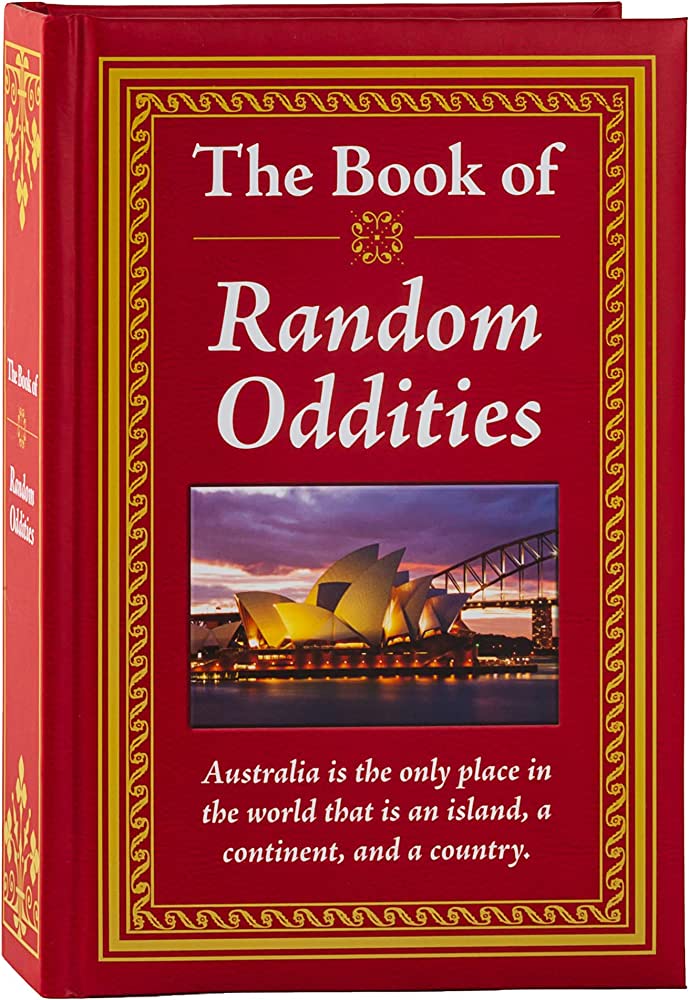 The Book of
Random
Oddities
Australia is the only place in
the world that is an island, a
continent, and a country.
The Book of
Random
Oddities